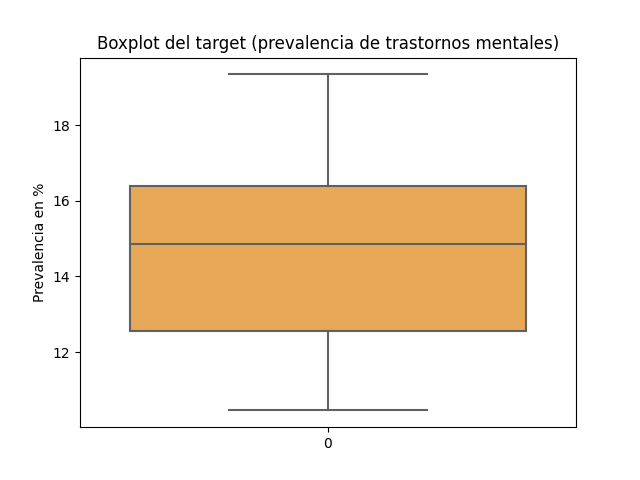 Boxplot del target (prevalencia de trastornos mentales)
Prevalencia en %
18
16
14
12
0